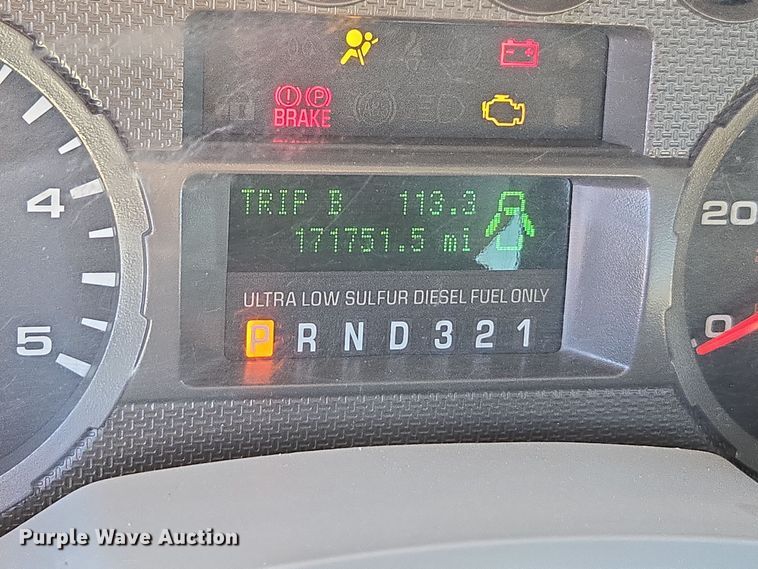 BRAKE
TRIP B 113.3
171751.5 mi
ULTRA LOW SULFUR DIESEL FUEL ONLY
P R N D 3 2 1
4
5
20
0
Purple Wave Auction